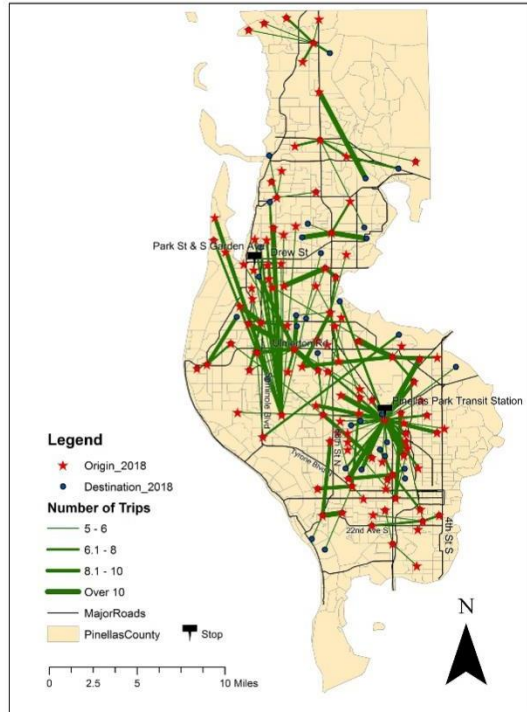 Park St & S Garden Ave
Drew St
Ulmerton Rd
Seminole Blvd
Pinellas Park Transit Station
Tyrone Blvd
22nd Ave S
4th St S
Legend
Origin_2018
Destination_2018
Number of Trips
5 - 6
6.1 - 8
8.1 - 10
Over 10
MajorRoads
PinellasCounty
Stop
N
0 2.5 5 10 Miles